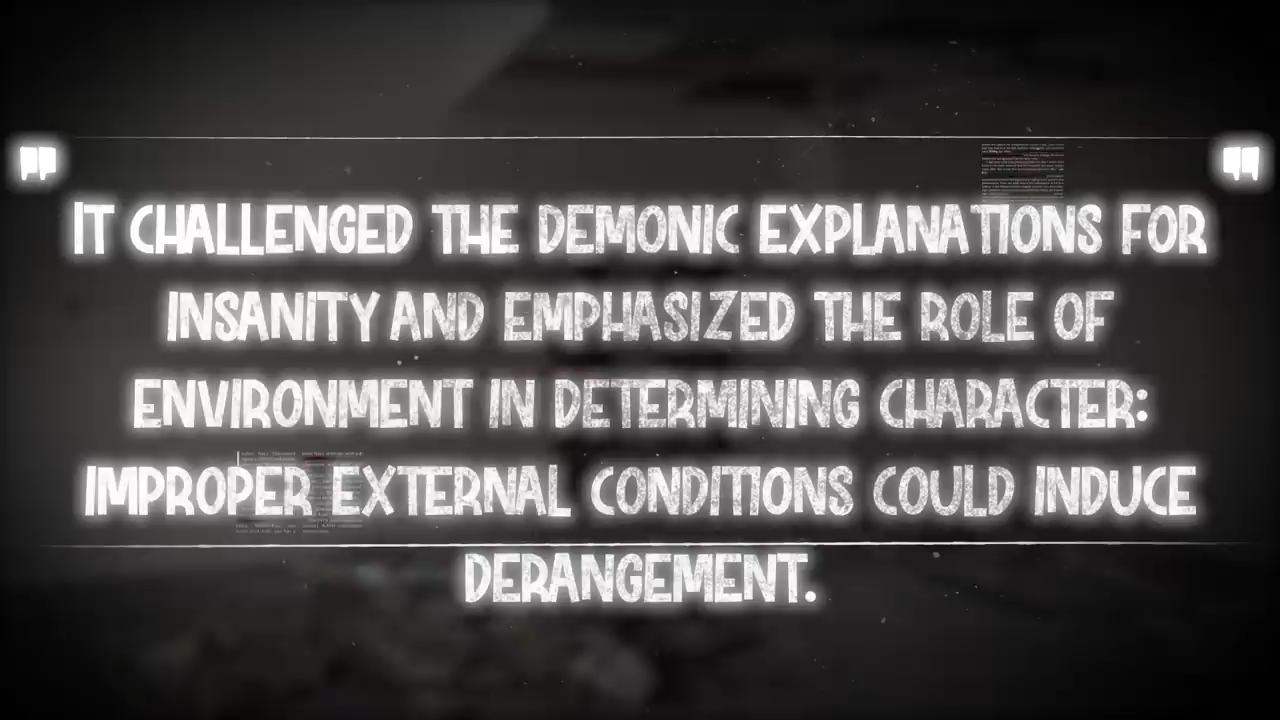 "IT CHALLENGED THE DEMONIC EXPLANATIONS FOR
INSANITY AND EMPHASIZED THE ROLE OF
ENVIRONMENT IN DETERMINING CHARACTER:
IMPROPER EXTERNAL CONDITIONS COULD INDUCE
DERANGEMENT."